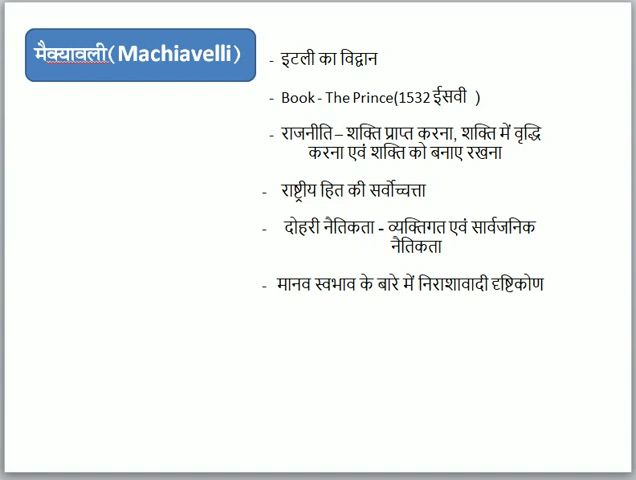 मैक्यावली(Machiavelli)
- इटली का विद्वान
- Book - The Prince(1532 ईसवी )
- राजनीति – शक्ति प्राप्त करना, शक्ति में वृद्धि
करना एवं शक्ति को बनाए रखना
- राष्ट्रीय हित की सर्वोच्चत्ता
- दोहरी नैतिकता - व्यक्तिगत एवं सार्वजनिक
नैतिकता
- मानव स्वभाव के बारे में निराशावादी दृष्टिकोण